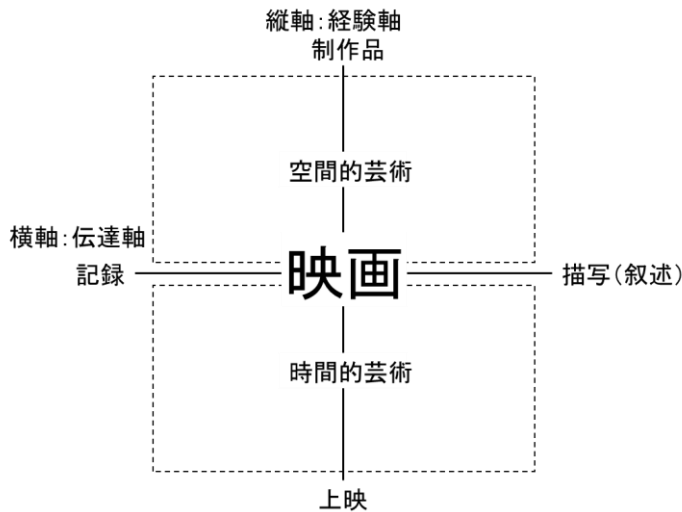 縦軸：経験軸
制作品
空間的芸術
横軸：伝達軸
記録
映画
描写（叙述）
時間的芸術
上映